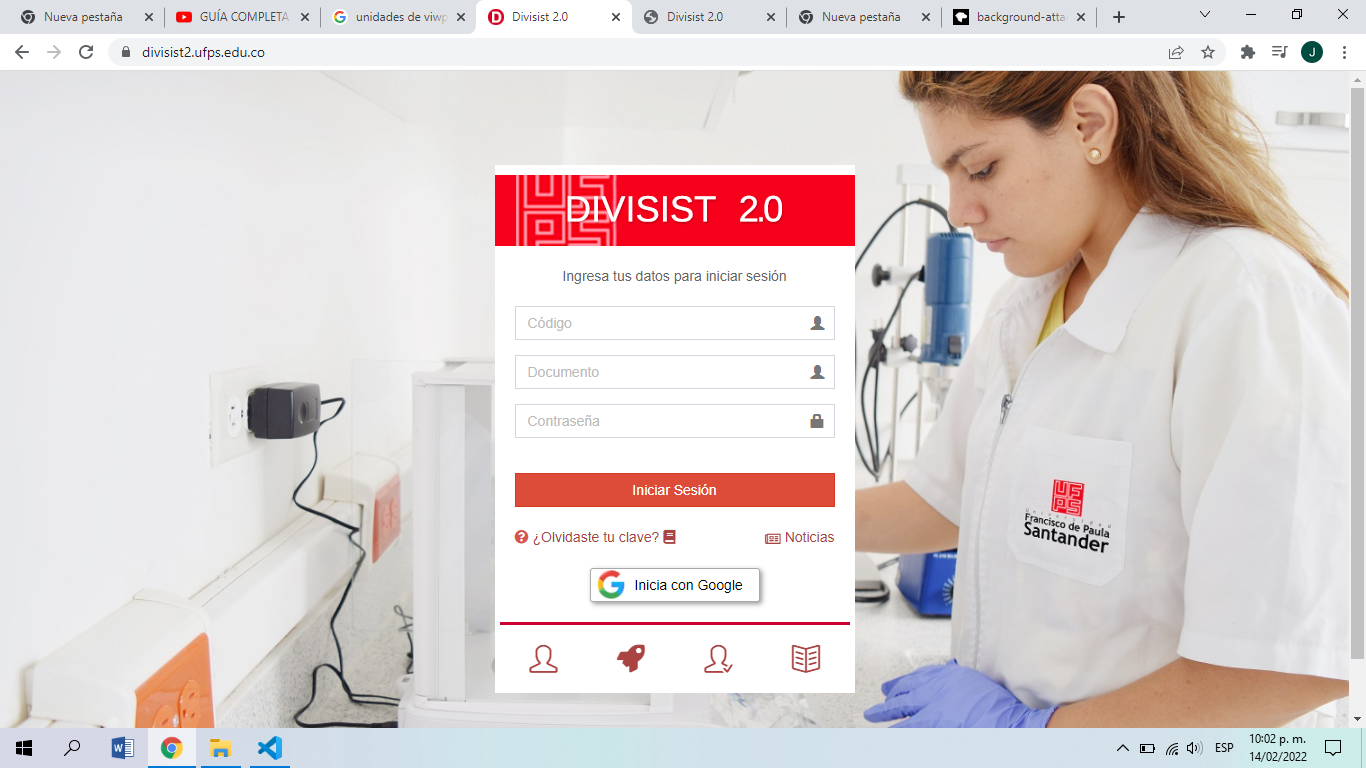 Nueva pestaña
GUÍA COMPLETA
unidades de viwp
Divisist 2.0
Divisist 2.0
Nueva pestaña
background-atta
divisist2.ufps.edu.co
J
DIVISIST 2.0
Ingresa tus datos para iniciar sesión
Código
Documento
Contraseña
Iniciar Sesión
¿Olvidaste tu clave?
Noticias
Inicia con Google
UFPS
Universidad
Francisco de Paula
Santander
ESP
10:02 p. m.
14/02/2022